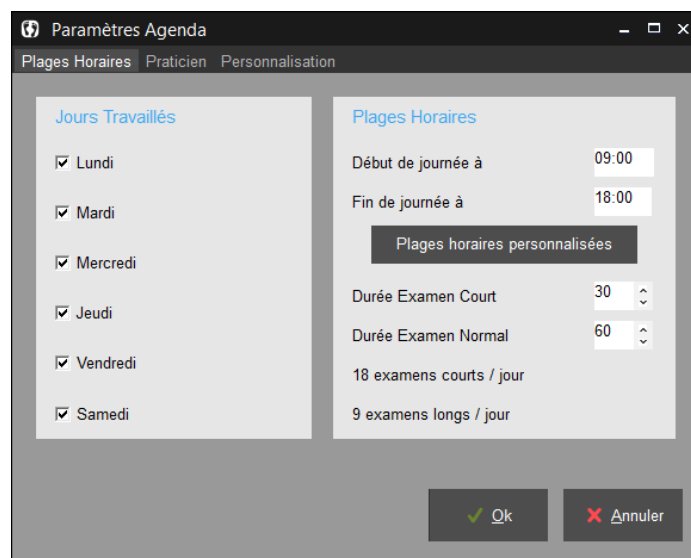 Paramètres Agenda
Plages Horaires Praticien Personnalisation
Jours Travaillés
Lundi
Mardi
Mercredi
Jeudi
Vendredi
Samedi
Plages Horaires
Début de journée à 09:00
Fin de journée à 18:00
Plages horaires personnalisées
Durée Examen Court 30
Durée Examen Normal 60
18 examens courts / jour
9 examens longs / jour
Ok Annuler